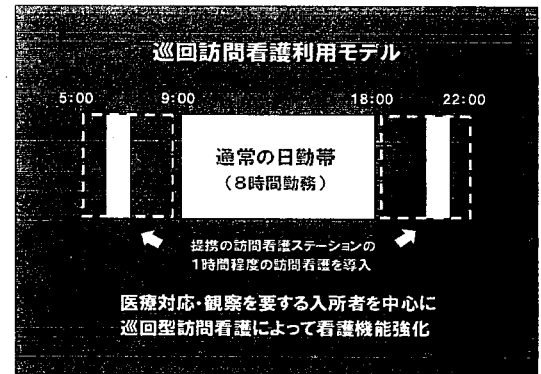 巡回訪問看護利用モデル
5:00 9:00 18:00 22:00
通常の日勤帯
（8時間勤務）
提携の訪問看護ステーションの
1時間程度の訪問看護を導入
医療対応・観察を要する入所者を中心に
巡回型訪問看護によって看護機能強化